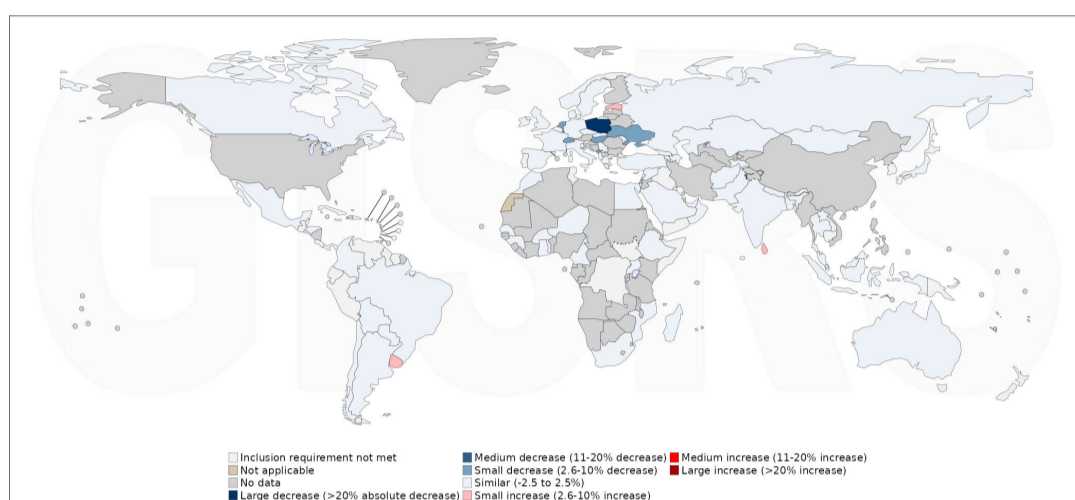 GISRS
Inclusion requirement not met
Not applicable
No data
Large decrease (>20% absolute decrease)
Medium decrease (11-20% decrease)
Small decrease (2.6-10% decrease)
Similar (-2.5 to 2.5%)
Small increase (2.6-10% increase)
Medium increase (11-20% increase)
Large increase (>20% increase)